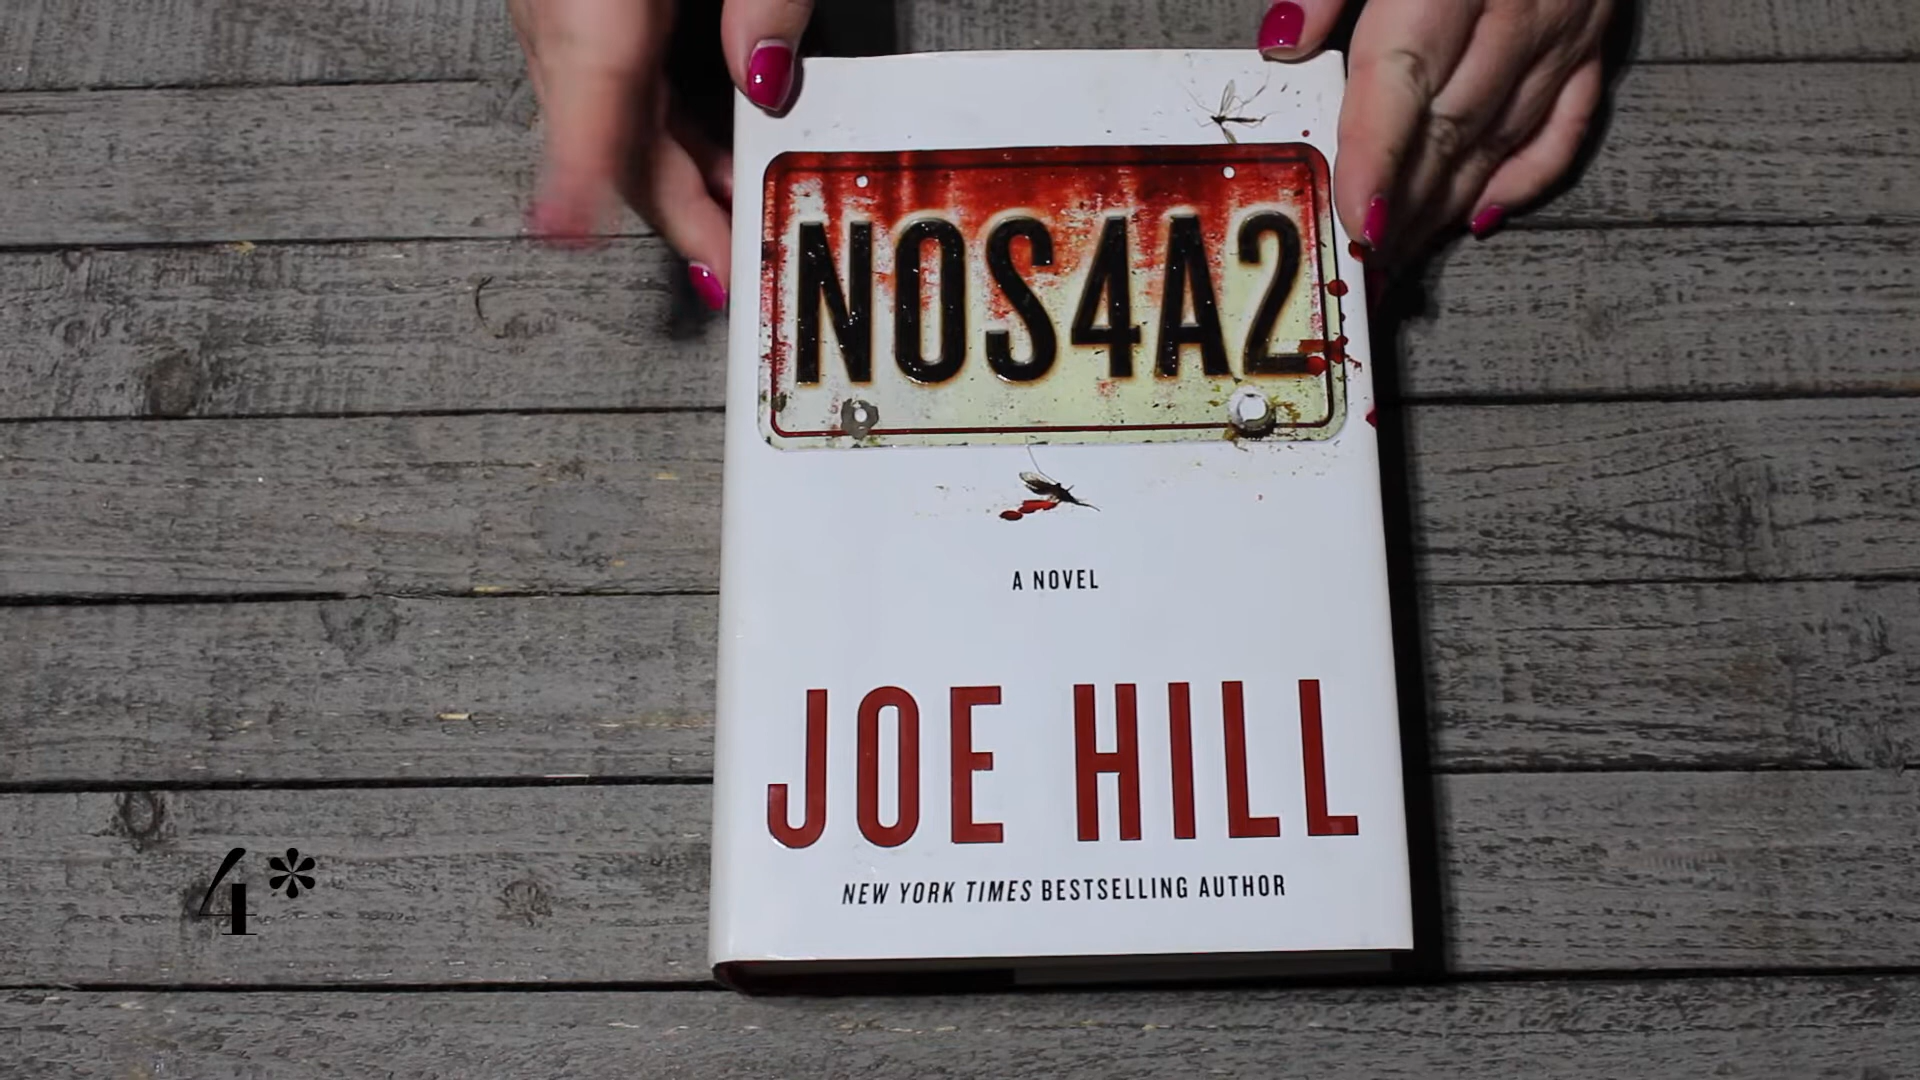 NOS4A2
A NOVEL
JOE HILL
NEW YORK TIMES BESTSELLING AUTHOR
4*